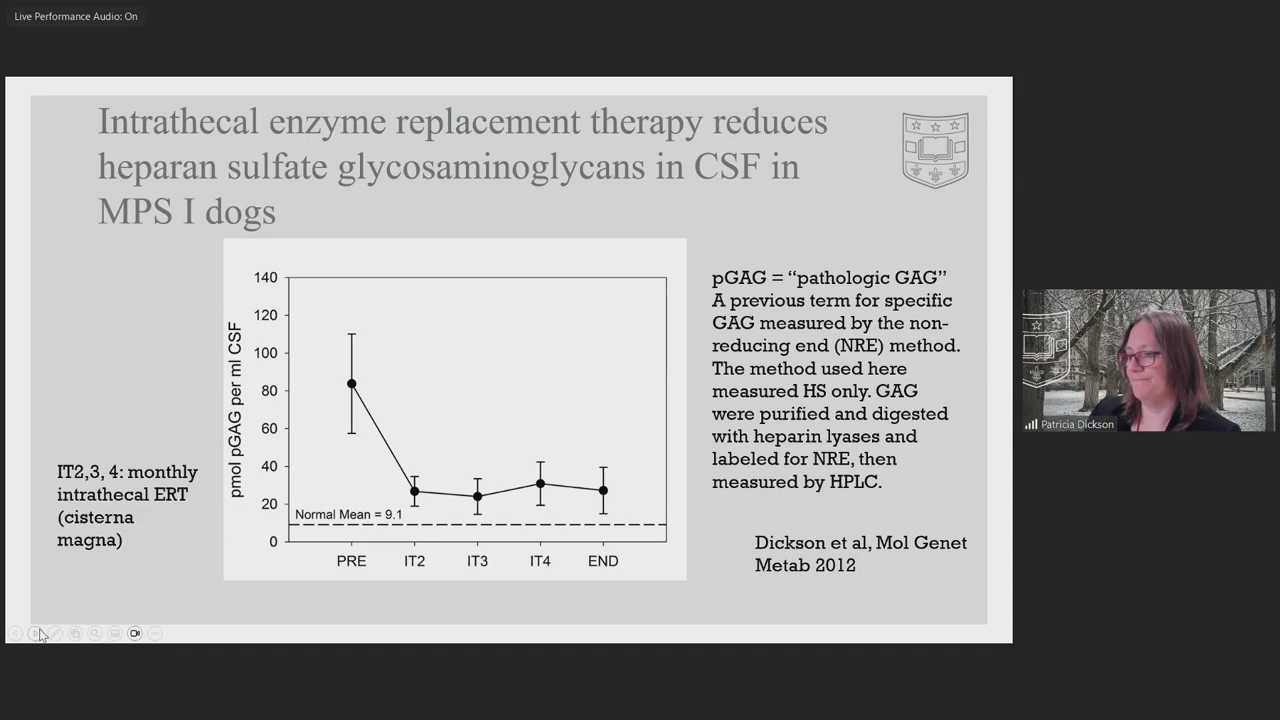 Live Performance Audio: On
Intrathecal enzyme replacement therapy reduces
heparan sulfate glycosaminoglycans in CSF in
MPS I dogs
IT2,3, 4: monthly
intrathecal ERT
(cisterna
magna)
pmol pGAG per ml CSF
140
120
100
80
60
40
20
0
Normal Mean = 9.1
PRE
IT2
IT3
IT4
END
pGAG = “pathologic GAG”
A previous term for specific
GAG measured by the non-
reducing end (NRE) method.
The method used here
measured HS only. GAG
were purified and digested
with heparin lyases and
labeled for NRE, then
measured by HPLC.
Dickson et al, Mol Genet
Metab 2012
Patricia Dickson